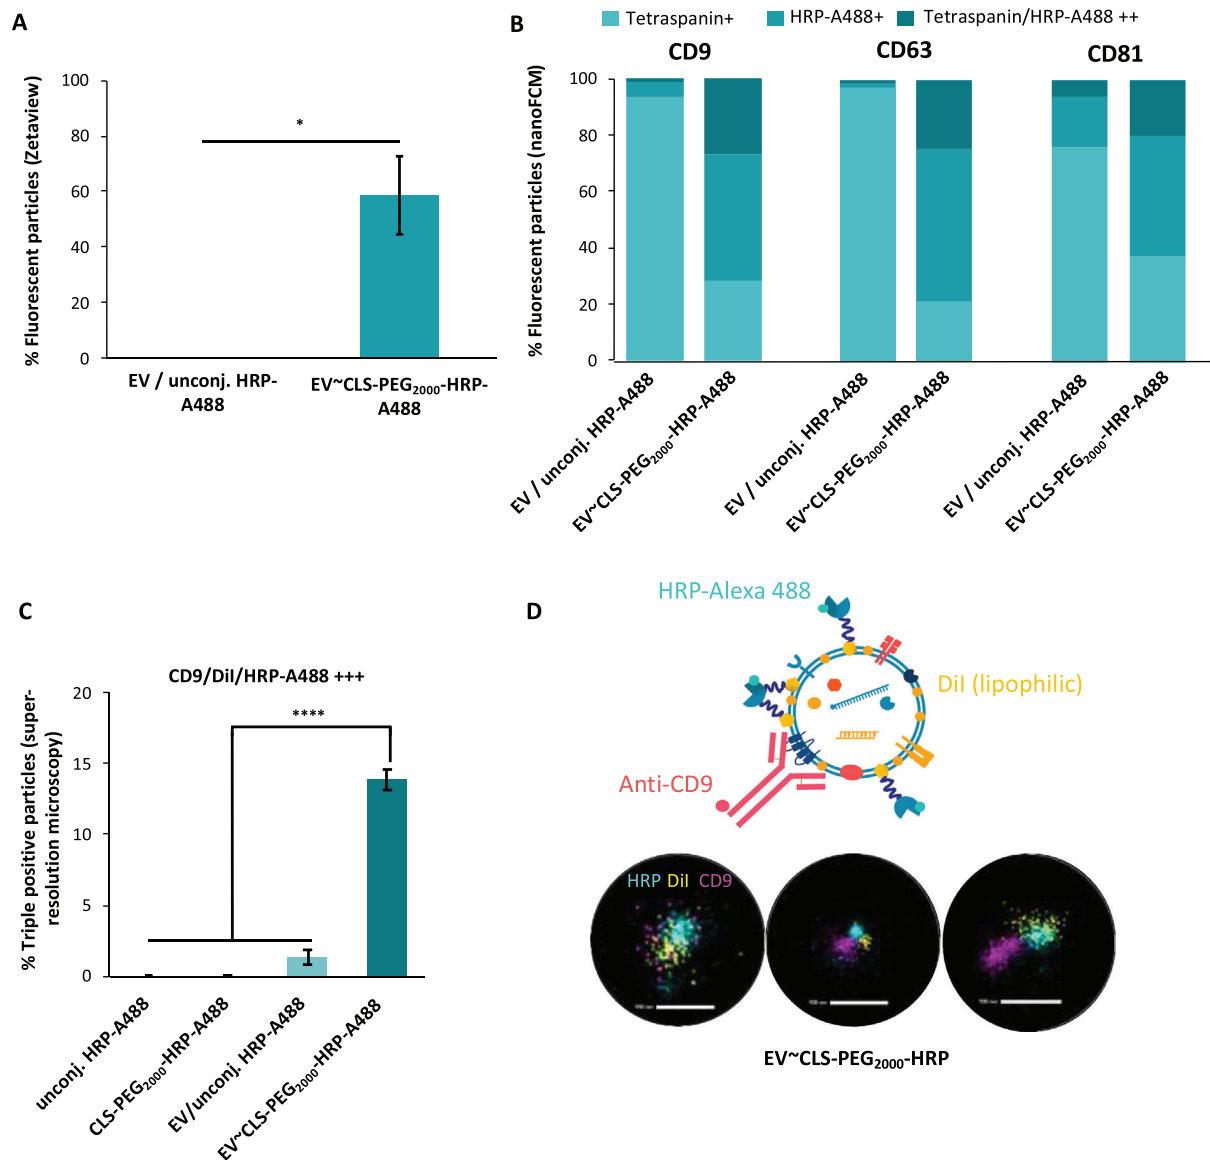 A
% Fluorescent particles (Zetaview)
100
80
60
40
20
0
*
EV / unconj. HRP-
A488
EV~CLS-PEG2000-HRP-
A488
B
Tetraspanin+
HRP-A488+
Tetraspanin/HRP-A488 ++
CD9
CD63
CD81
% Fluorescent particles (nanoFCM)
100
80
60
40
20
0
EV / unconj. HRP-A488
EV~CLS-PEG2000-HRP-A488
EV / unconj. HRP-A488
EV~CLS-PEG2000-HRP-A488
EV / unconj. HRP-A488
EV~CLS-PEG2000-HRP-A488
C
CD9/DiI/HRP-A488 +++
% Triple positive particles (super-
resolution microscopy)
20
15
10
5
0
****
unconj. HRP-A488
CLS-PEG2000-HRP-A488
EV/unconj. HRP-A488
EV~CLS-PEG2000-HRP-A488
D
HRP-Alexa 488
DiI (lipophilic)
Anti-CD9
HRP DiI CD9
EV~CLS-PEG2000-HRP